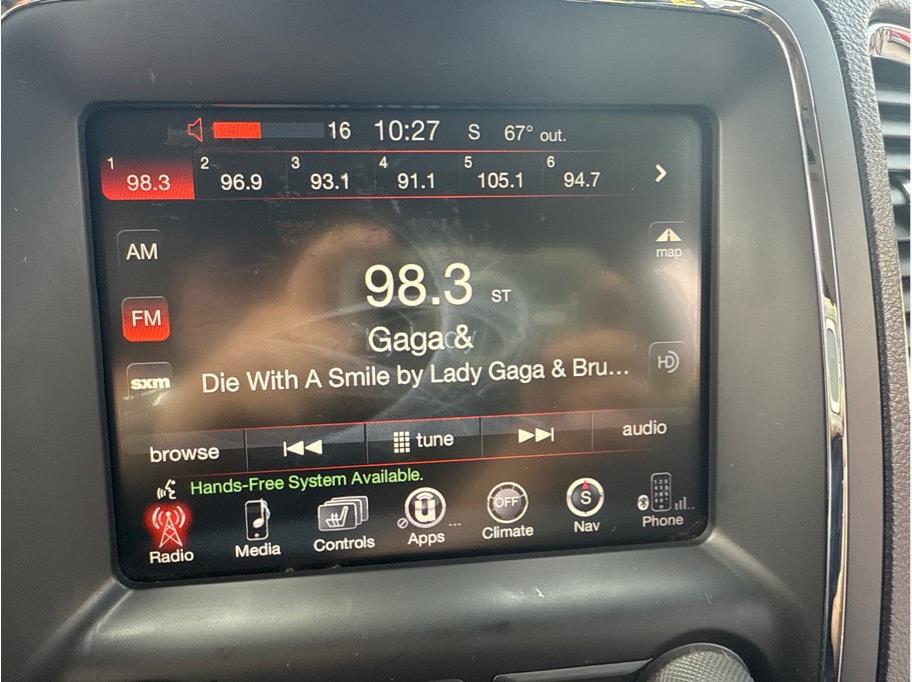 16 10:27 S 67° out.
1 98.3 2 96.9 3 93.1 4 91.1 5 105.1 6 94.7
AM
map
98.3 ST
FM
Gaga &
HD
sxm Die With A Smile by Lady Gaga & Bru...
browse tune audio
Hands-Free System Available.
OFF S
Radio Media Controls Apps ... Climate Nav Phone